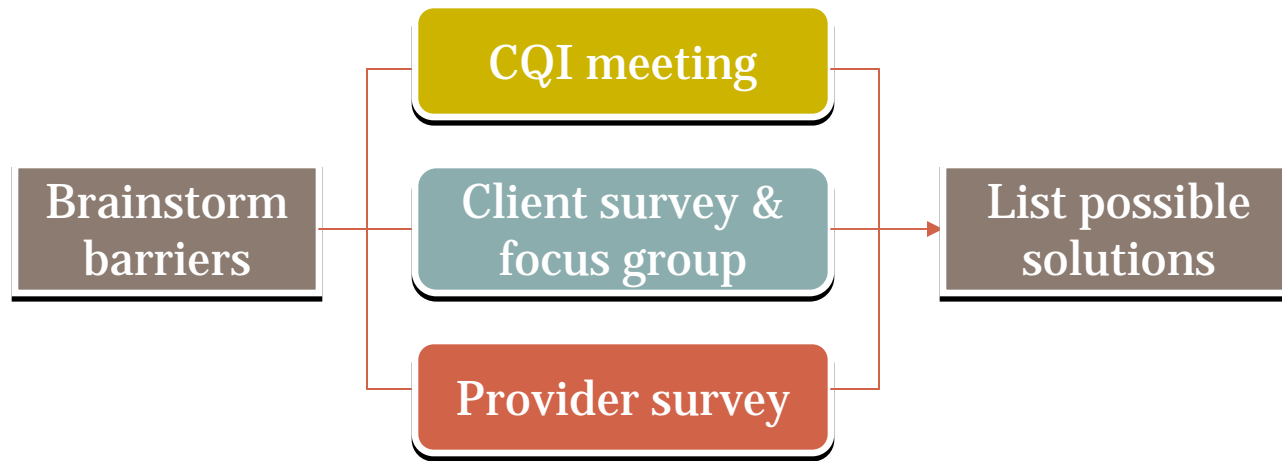 CQI meeting
Brainstorm
barriers
Client survey &
focus group
List possible
solutions
Provider survey